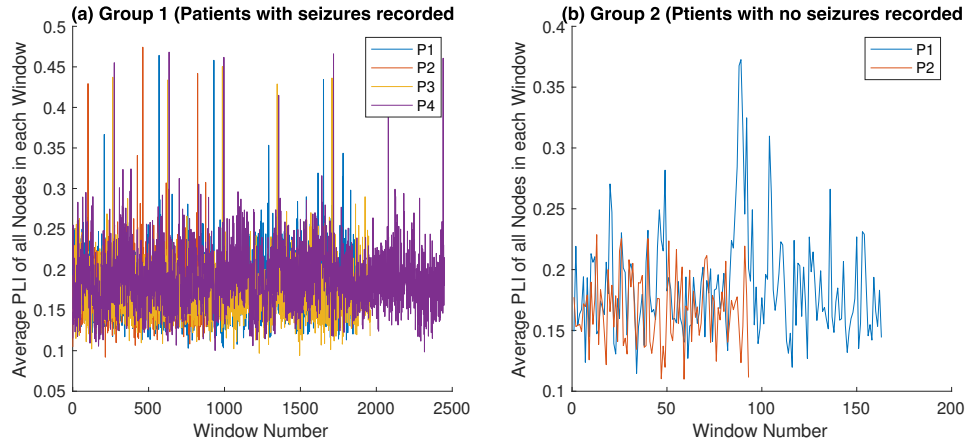 (a) Group 1 (Patients with seizures recorded
(b) Group 2 (Ptients with no seizures recorded
Average PLI of all Nodes in each Window
0.5
0.45
0.4
0.35
0.3
0.25
0.2
0.15
0.1
0.05
0
500
1000
1500
2000
2500
Window Number
P1
P2
P3
P4
Average PLI of all Nodes in each Window
0.4
0.35
0.3
0.25
0.2
0.15
0.1
0
50
100
150
200
Window Number
P1
P2